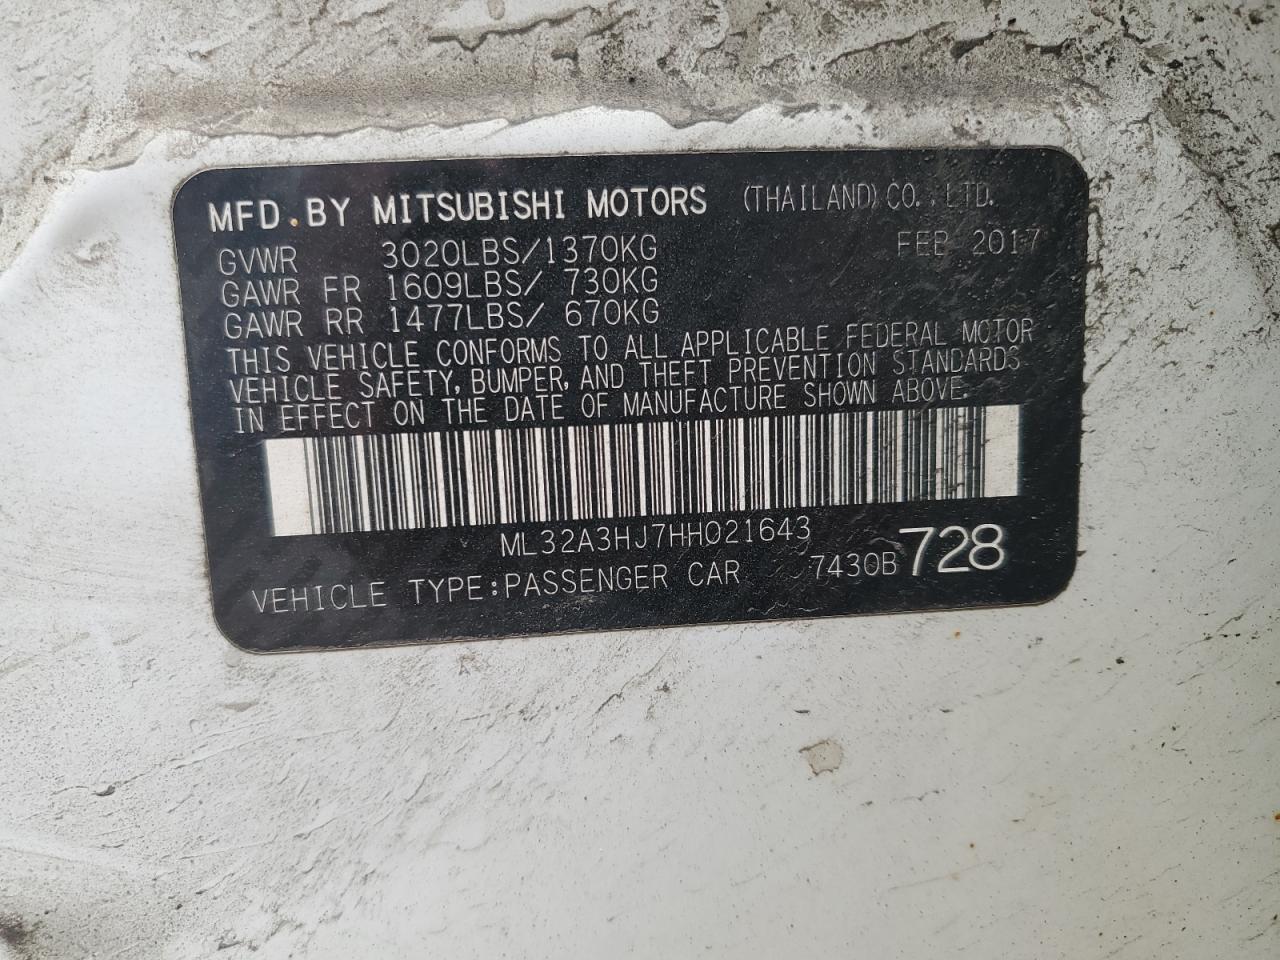 MFD. BY MITSUBISHI MOTORS (THAILAND) CO., LTD.
FEB 2017
GVWR 3020LBS/1370KG
GAWR FR 1609LBS/ 730KG
GAWR RR 1477LBS/ 670KG
THIS VEHICLE CONFORMS TO ALL APPLICABLE FEDERAL MOTOR
VEHICLE SAFETY, BUMPER, AND THEFT PREVENTION STANDARDS
IN EFFECT ON THE DATE OF MANUFACTURE SHOWN ABOVE.
ML32A3HJ7HH021643
VEHICLE TYPE:PASSENGER CAR 7430B 728